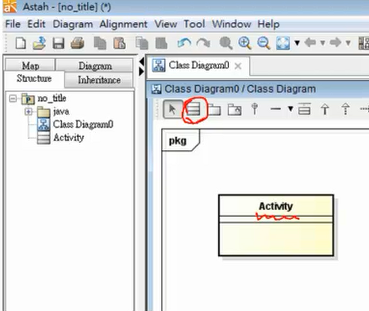 Astah - [no_title] (*)
File Edit Diagram Alignment View Tool Window Help
Map Diagram
Structure Inheritance
no_title
java
Class Diagram0
Activity
Class Diagram0
Class Diagram0 / Class Diagram
pkg
Activity